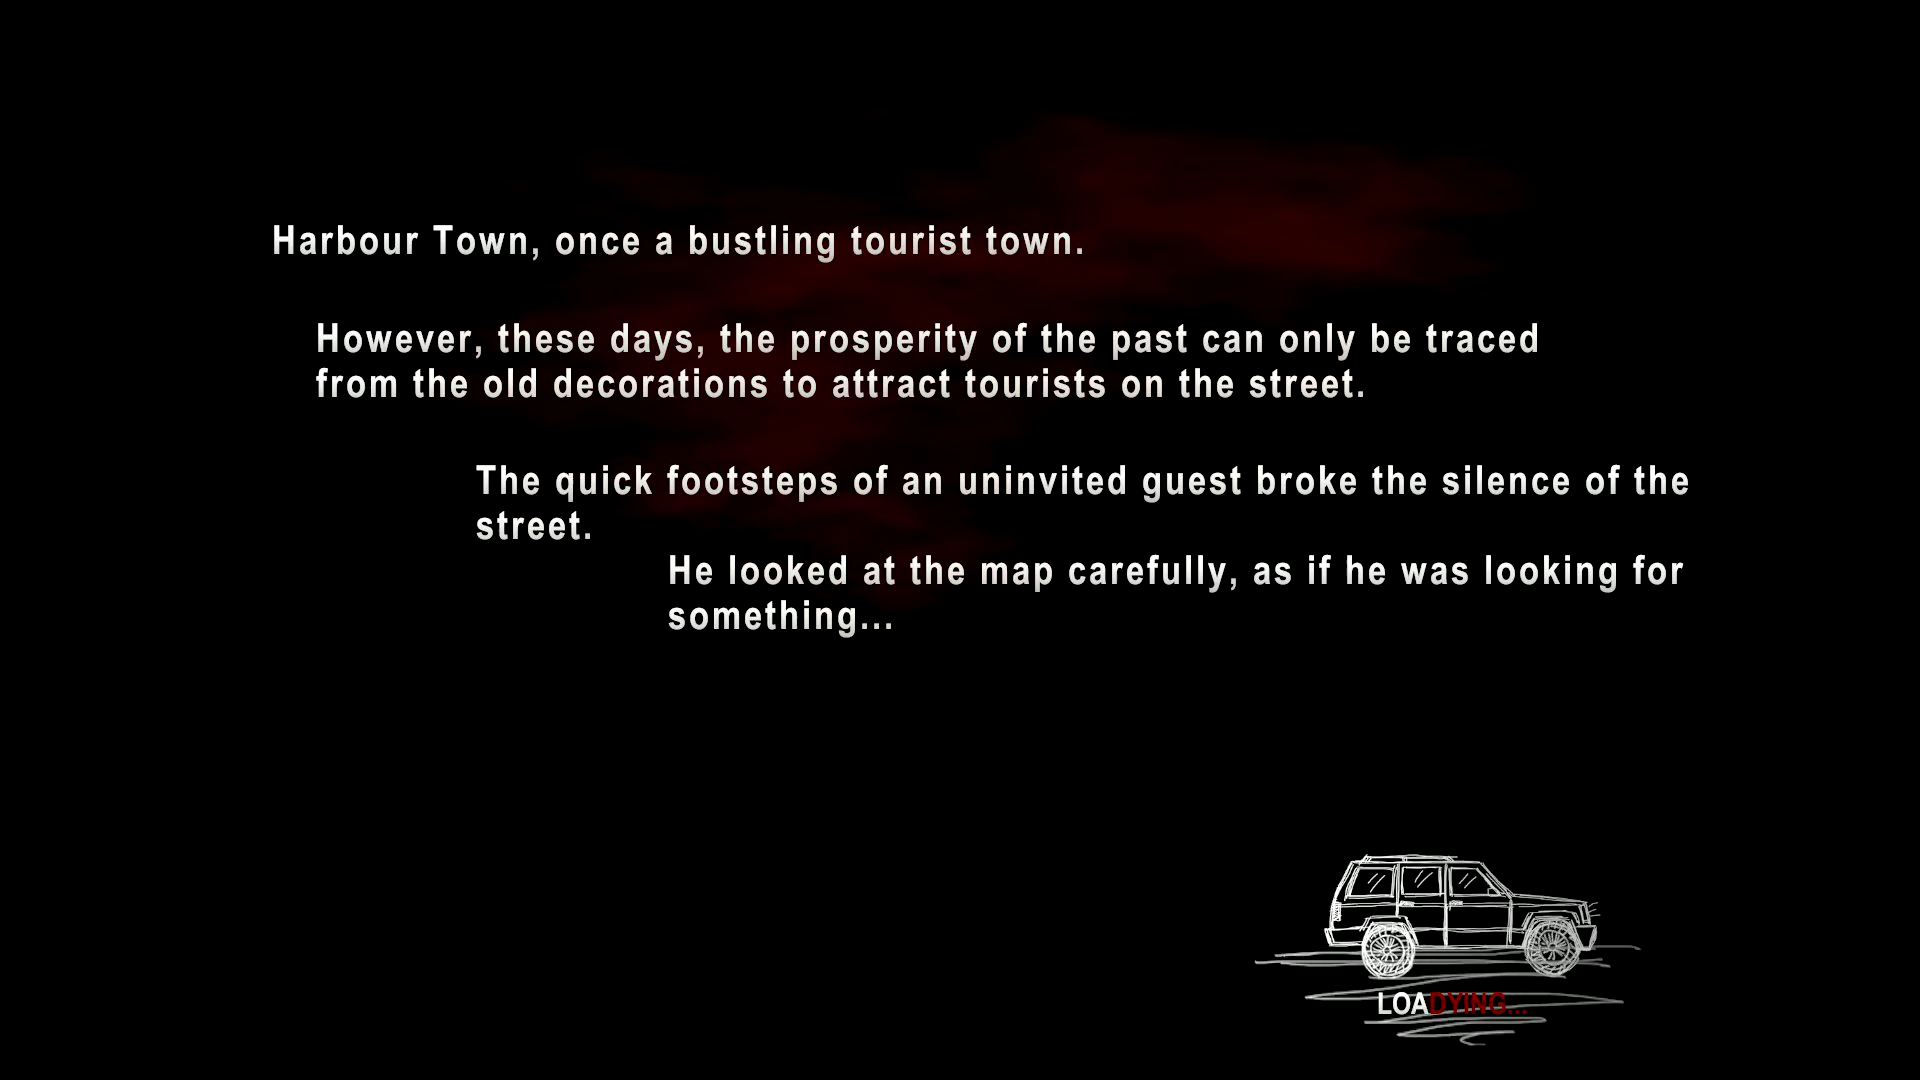 Harbour Town, once a bustling tourist town.
However, these days, the prosperity of the past can only be traced
from the old decorations to attract tourists on the street.
The quick footsteps of an uninvited guest broke the silence of the
street.
He looked at the map carefully, as if he was looking for
something...
LOADYING...